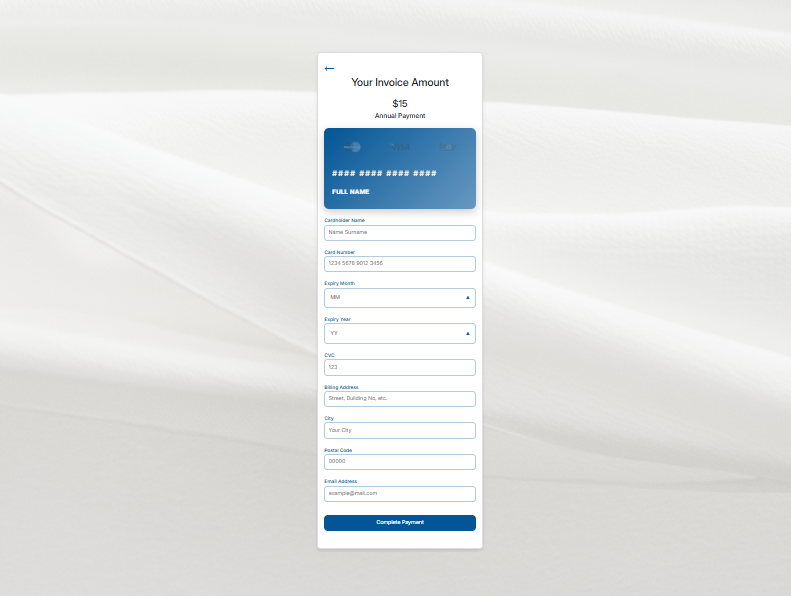 ←
Your Invoice Amount
$15
Annual Payment
VISA
#### #### #### ####
FULL NAME
Cardholder Name
Name Surname
Card Number
1234 5678 9012 3456
Expiry Month
MM
Expiry Year
YY
CVC
123
Billing Address
Street, Building No, etc.
City
Your City
Postal Code
00000
Email Address
example@mail.com
Complete Payment